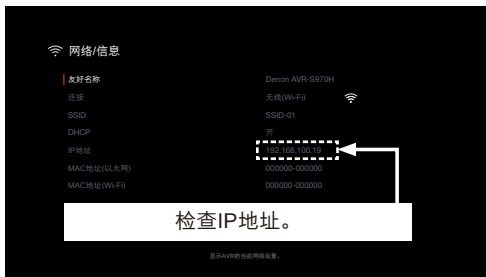 网络/信息
友好名称 Denon AVR-S970H
连接 无线(Wi-Fi)
SSID SSID-01
DHCP 开
IP地址 192.168.100.19
MAC地址(以太网) 000000-000000
MAC地址(Wi-Fi) 000000-000000
检查IP地址。
显示AVR的当前网络设置。